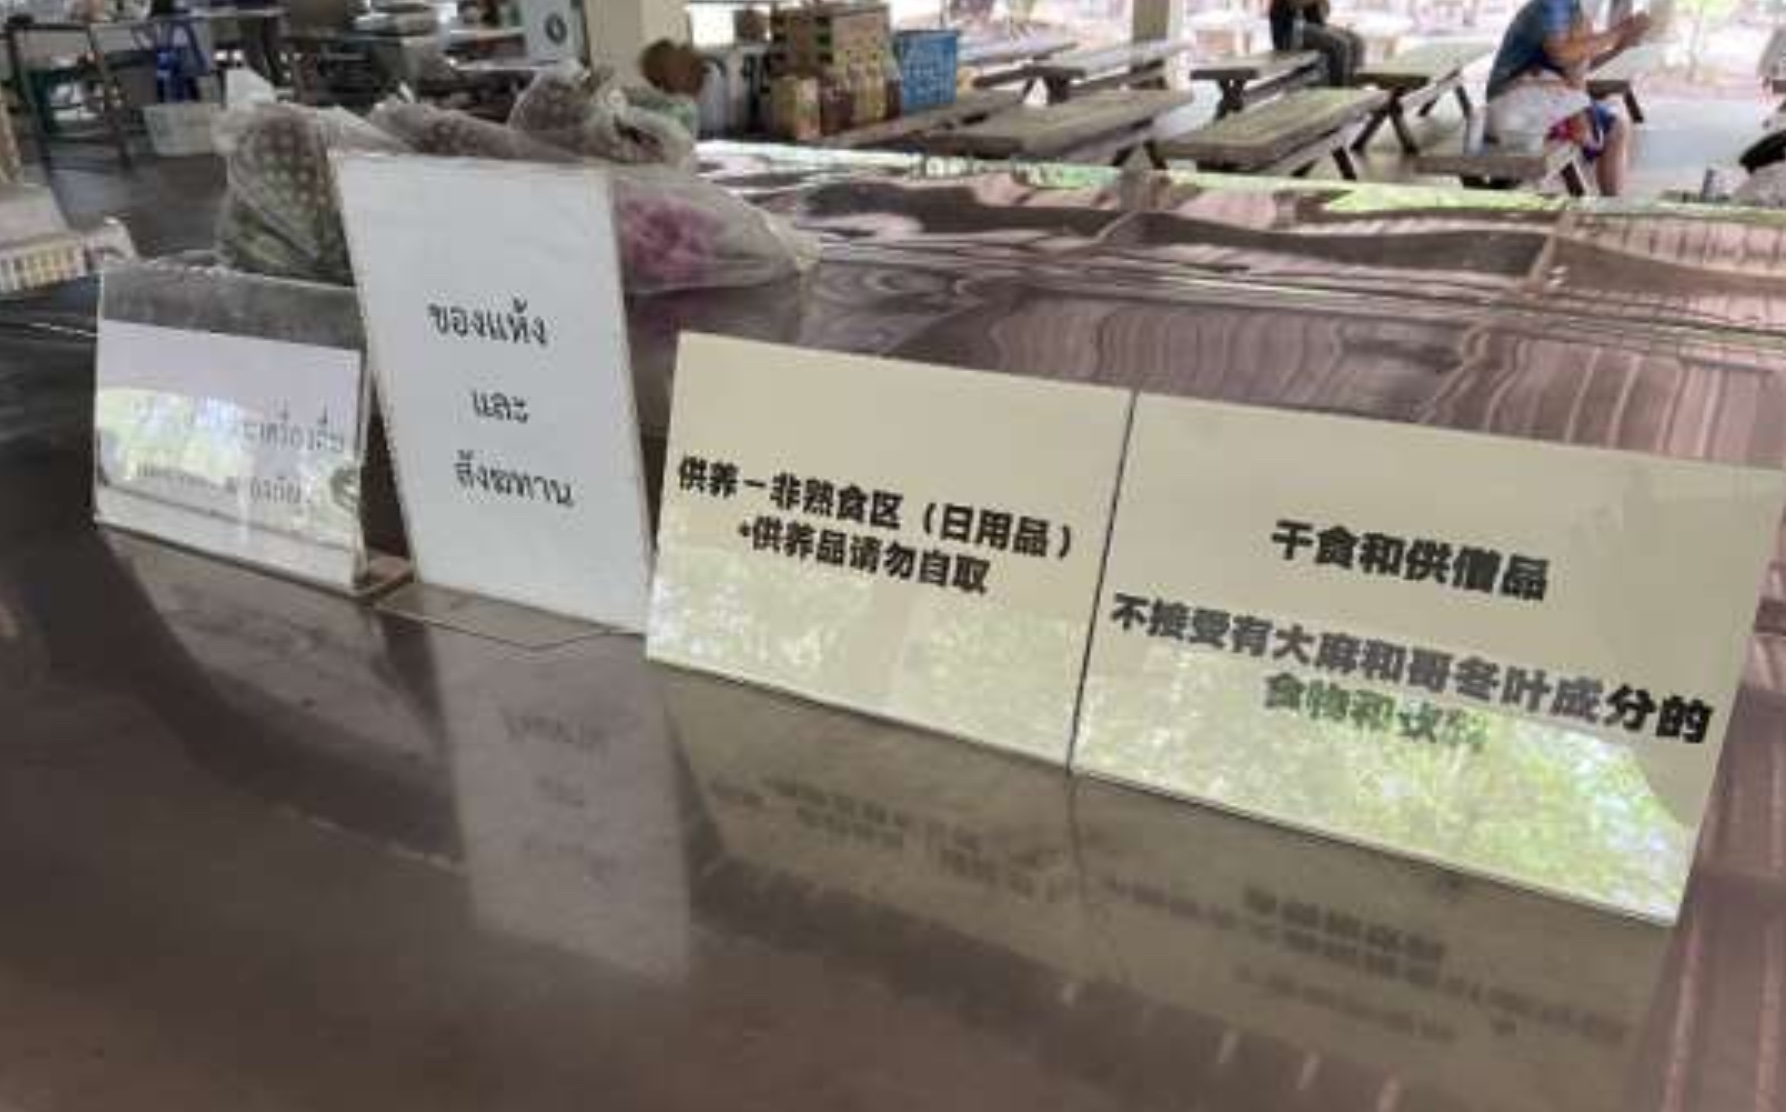 ของแห้ง
และ
สังฆทาน
供养－非熟食区（日用品）
*供养品请勿自取
干食和供僧品
不接受有大麻和哥冬叶成分的
食物和饮料